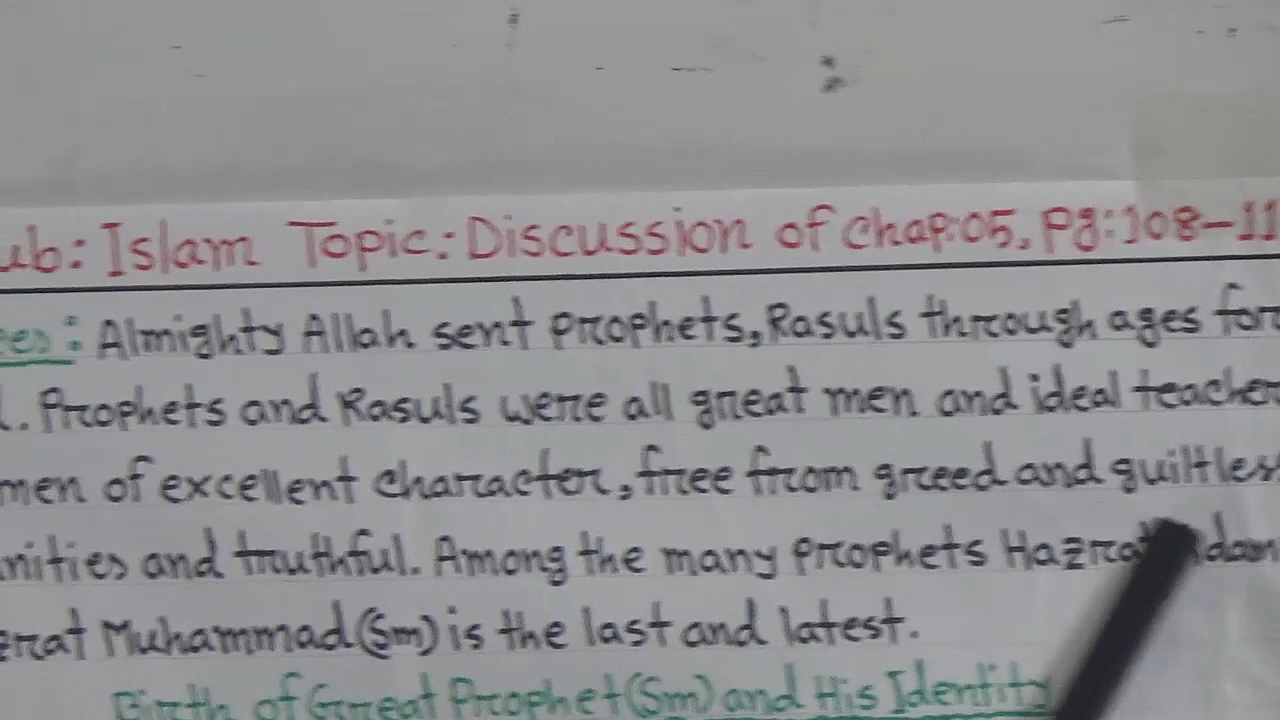 ub: Islam Topic: Discussion of Chap:05, Pg:108-11
es: Almighty Allah sent prophets, Rasuls through ages for
. Prophets and Rasuls were all great men and ideal teacher
men of excellent character, free from greed and guiltless
nities and truthful. Among the many prophets Hazrat
rat Muhammad (Sm) is the last and latest.
Birth of Great Prophet (Sm) and His Identity